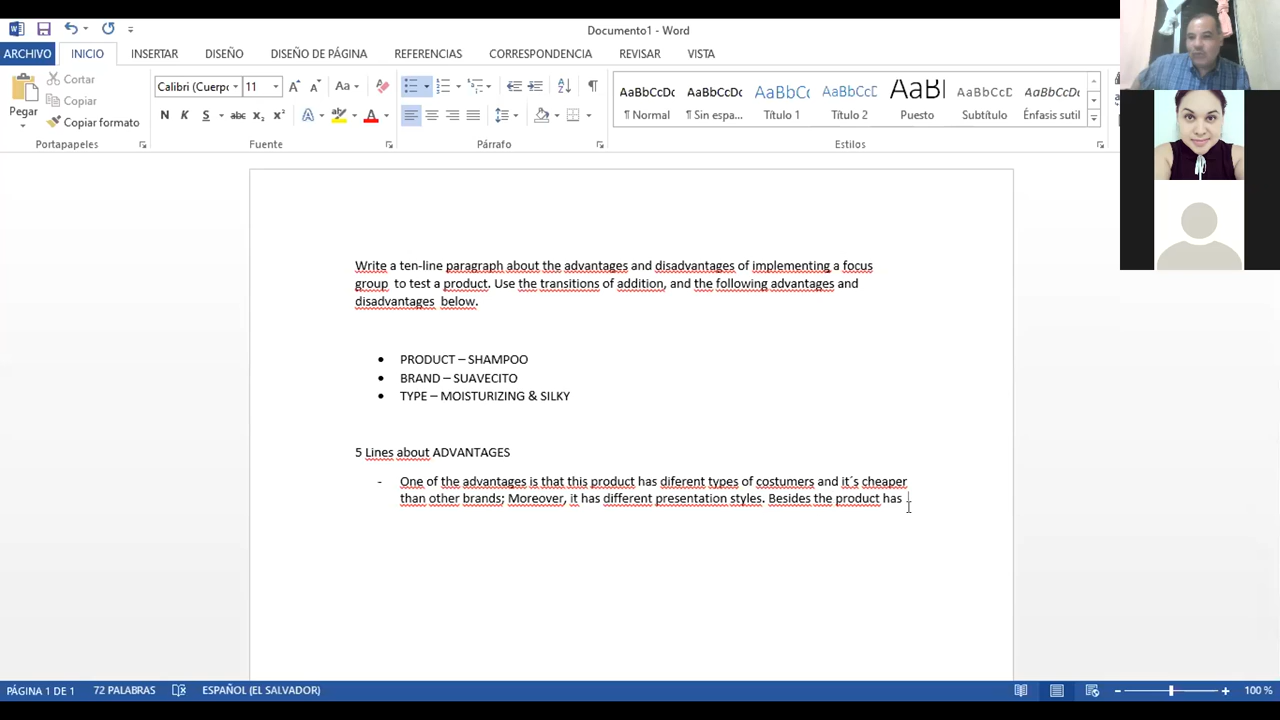 Documento1 - Word
ARCHIVO INICIO INSERTAR DISEÑO DISEÑO DE PÁGINA REFERENCIAS CORRESPONDENCIA REVISAR VISTA
Pegar
Cortar
Copiar
Copiar formato
Calibri (Cuerpo 11
N K S abc x₂ x² A A
AaBbCcDc AaBbCcDc AaBbCcl AaBbCcD AaBl AaBbCcD AaBbCcDc
¶ Normal ¶ Sin espa... Título 1 Título 2 Puesto Subtítulo Énfasis sutil
Portapapeles Fuente Párrafo Estilos
Write a ten-line paragraph about the advantages and disadvantages of implementing a focus
group to test a product. Use the transitions of addition, and the following advantages and
disadvantages below.
• PRODUCT – SHAMPOO
• BRAND – SUAVECITO
• TYPE – MOISTURIZING & SILKY
5 Lines about ADVANTAGES
- One of the advantages is that this product has diferent types of costumers and it´s cheaper
than other brands; Moreover, it has different presentation styles. Besides the product has
PÁGINA 1 DE 1 72 PALABRAS ESPAÑOL (EL SALVADOR) 100 %